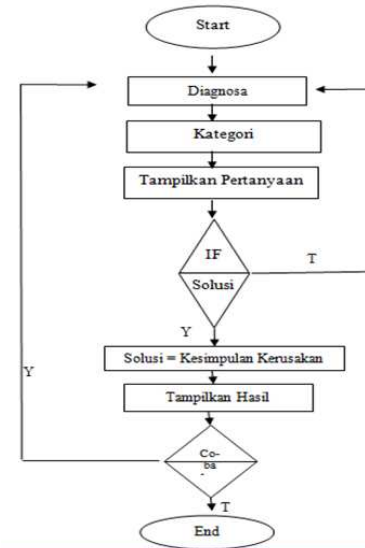 Start
Diagnosa
Kategori
Tampilkan Pertanyaan
IF
T
Solusi
Y
Solusi = Kesimpulan Kerusakan
Y
Tampilkan Hasil
Co-
ba
-
T
End